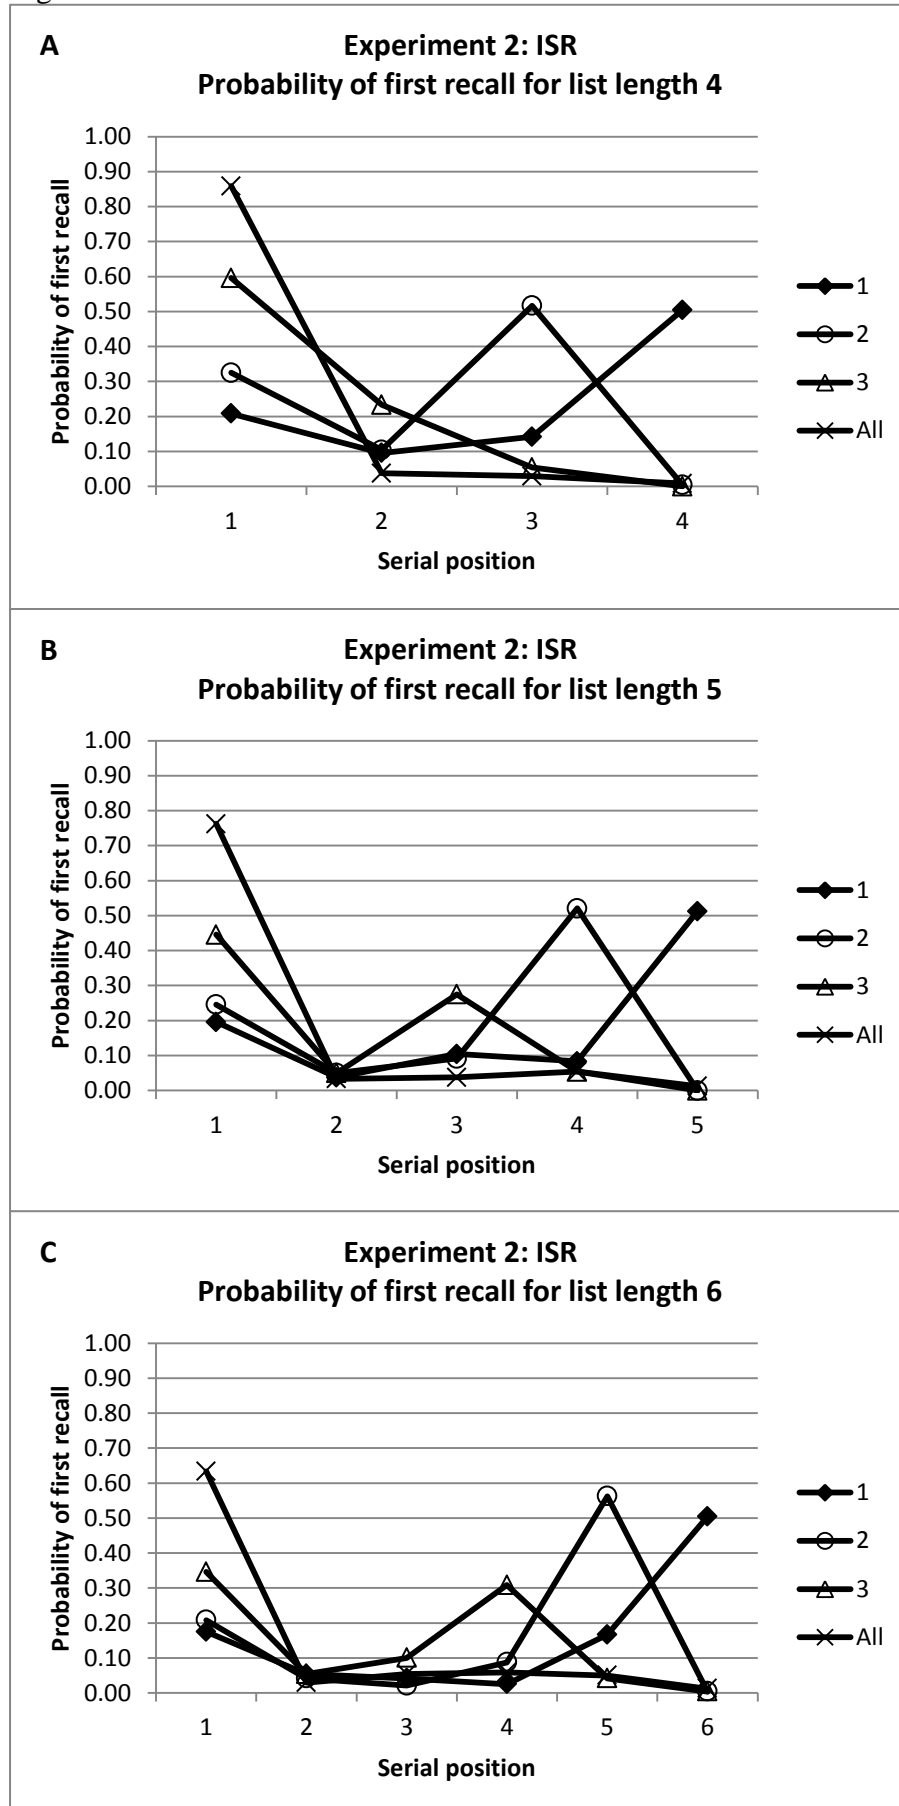 A
Experiment 2: ISR
Probability of first recall for list length 4
Probability of first recall
1.00
0.90
0.80
0.70
0.60
0.50
0.40
0.30
0.20
0.10
0.00
1 2 3 4
Serial position
1
2
3
All
B
Experiment 2: ISR
Probability of first recall for list length 5
Probability of first recall
1.00
0.90
0.80
0.70
0.60
0.50
0.40
0.30
0.20
0.10
0.00
1 2 3 4 5
Serial position
1
2
3
All
C
Experiment 2: ISR
Probability of first recall for list length 6
Probability of first recall
1.00
0.90
0.80
0.70
0.60
0.50
0.40
0.30
0.20
0.10
0.00
1 2 3 4 5 6
Serial position
1
2
3
All